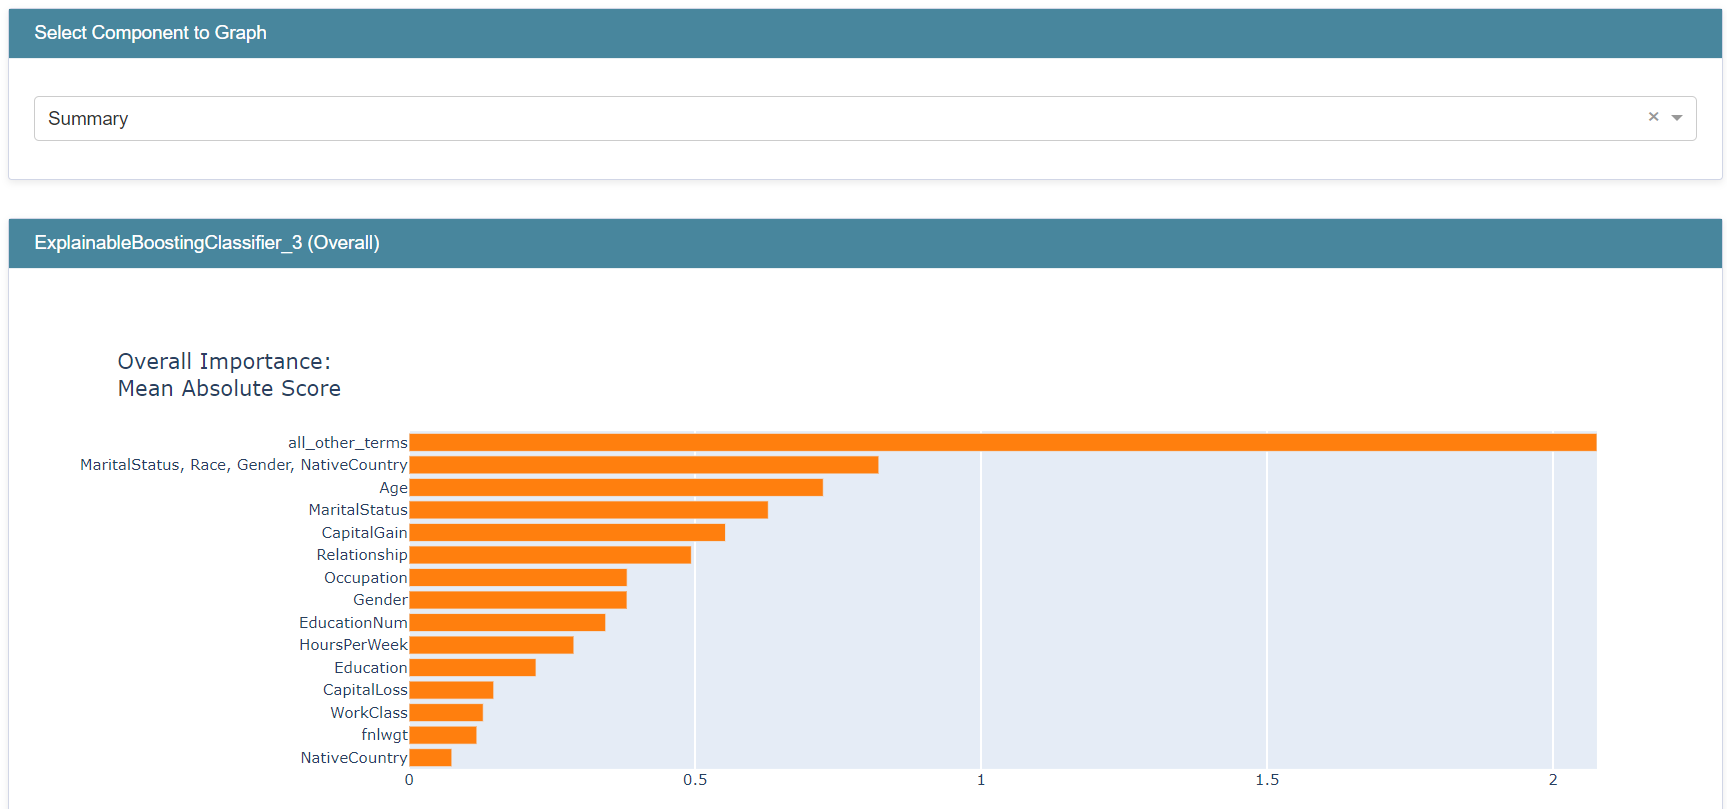 Select Component to Graph
Summary
×
ExplainableBoostingClassifier_3 (Overall)
Overall Importance:
Mean Absolute Score
all_other_terms
MaritalStatus, Race, Gender, NativeCountry
Age
MaritalStatus
CapitalGain
Relationship
Occupation
Gender
EducationNum
HoursPerWeek
Education
CapitalLoss
WorkClass
fnlwgt
NativeCountry
0 0.5 1 1.5 2